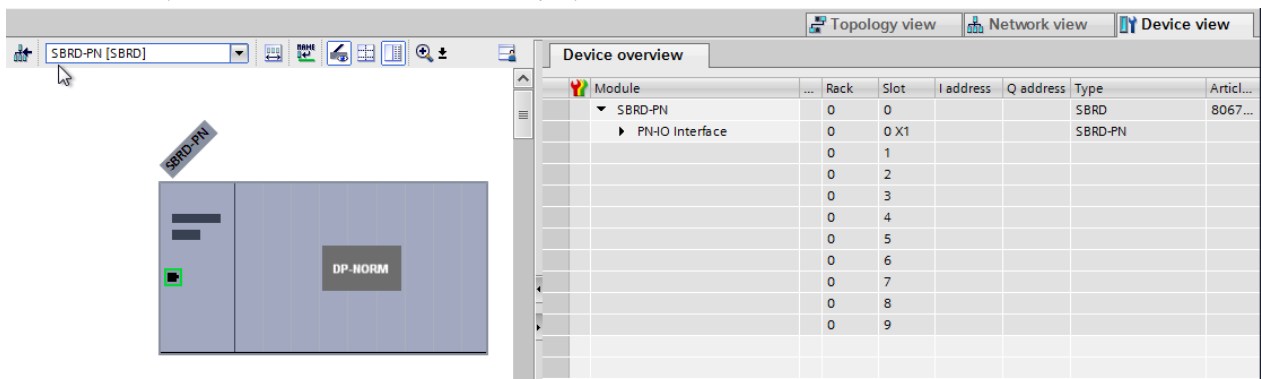 Topology view Network view Device view
SBRD-PN [SBRD] NAME Device overview
Module ... Rack Slot I address Q address Type Articl...
SBRD-PN 0 0 SBRD 8067...
PN-IO Interface 0 0 X1 SBRD-PN
0 1
0 2
0 3
0 4
0 5
0 6
0 7
0 8
0 9
SBRD-PN
DP-NORM